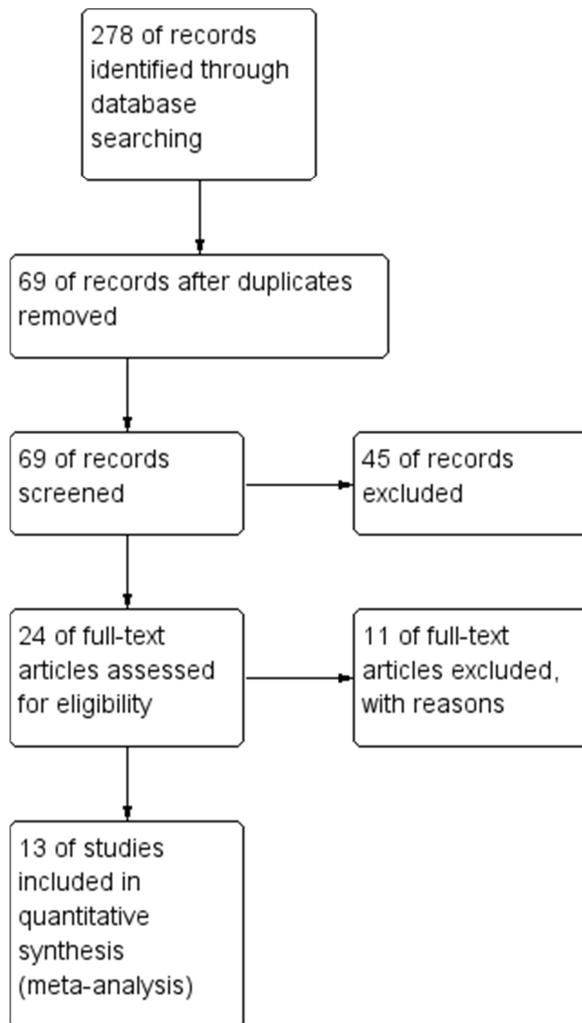 278 of records
identified through
database
searching
69 of records after duplicates
removed
69 of records
screened
45 of records
excluded
24 of full-text
articles assessed
for eligibility
11 of full-text
articles excluded,
with reasons
13 of studies
included in
quantitative
synthesis
(meta-analysis)